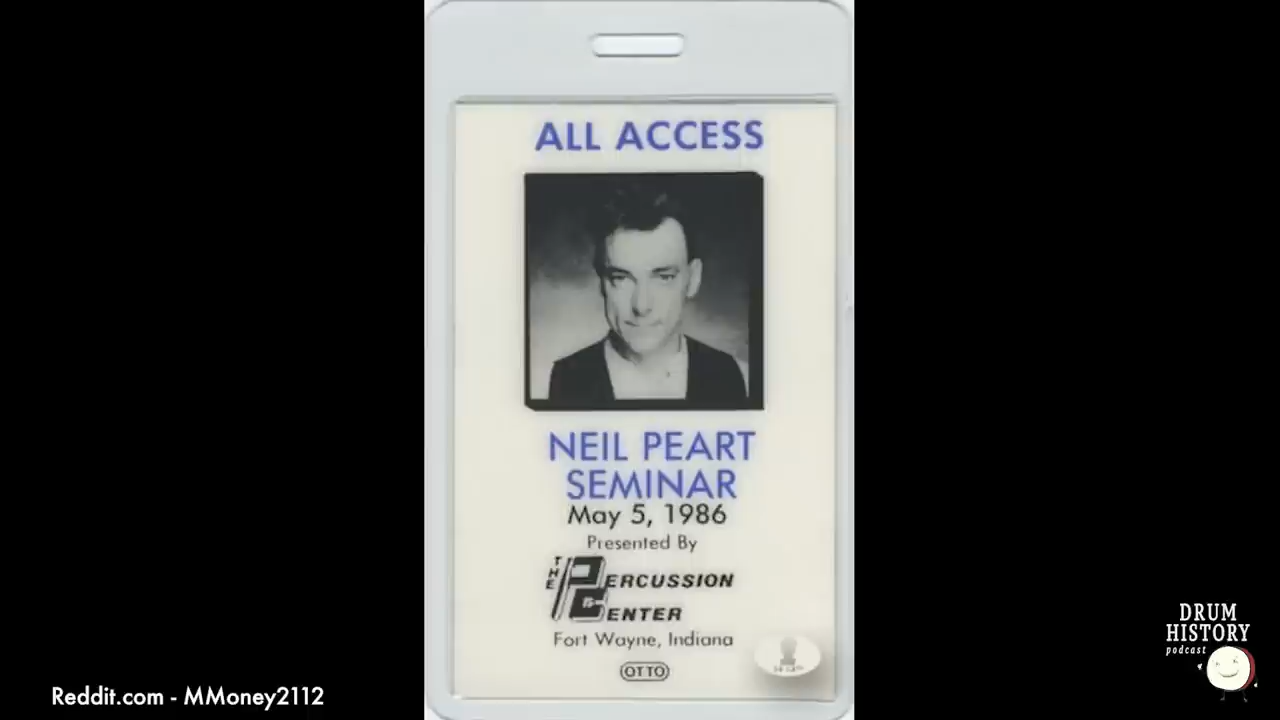 ALL ACCESS
NEIL PEART
SEMINAR
May 5, 1986
Presented By
THE PERCUSSION
CENTER
Fort Wayne, Indiana
OTTO
DRUM
HISTORY
podcast
Reddit.com - MMoney2112